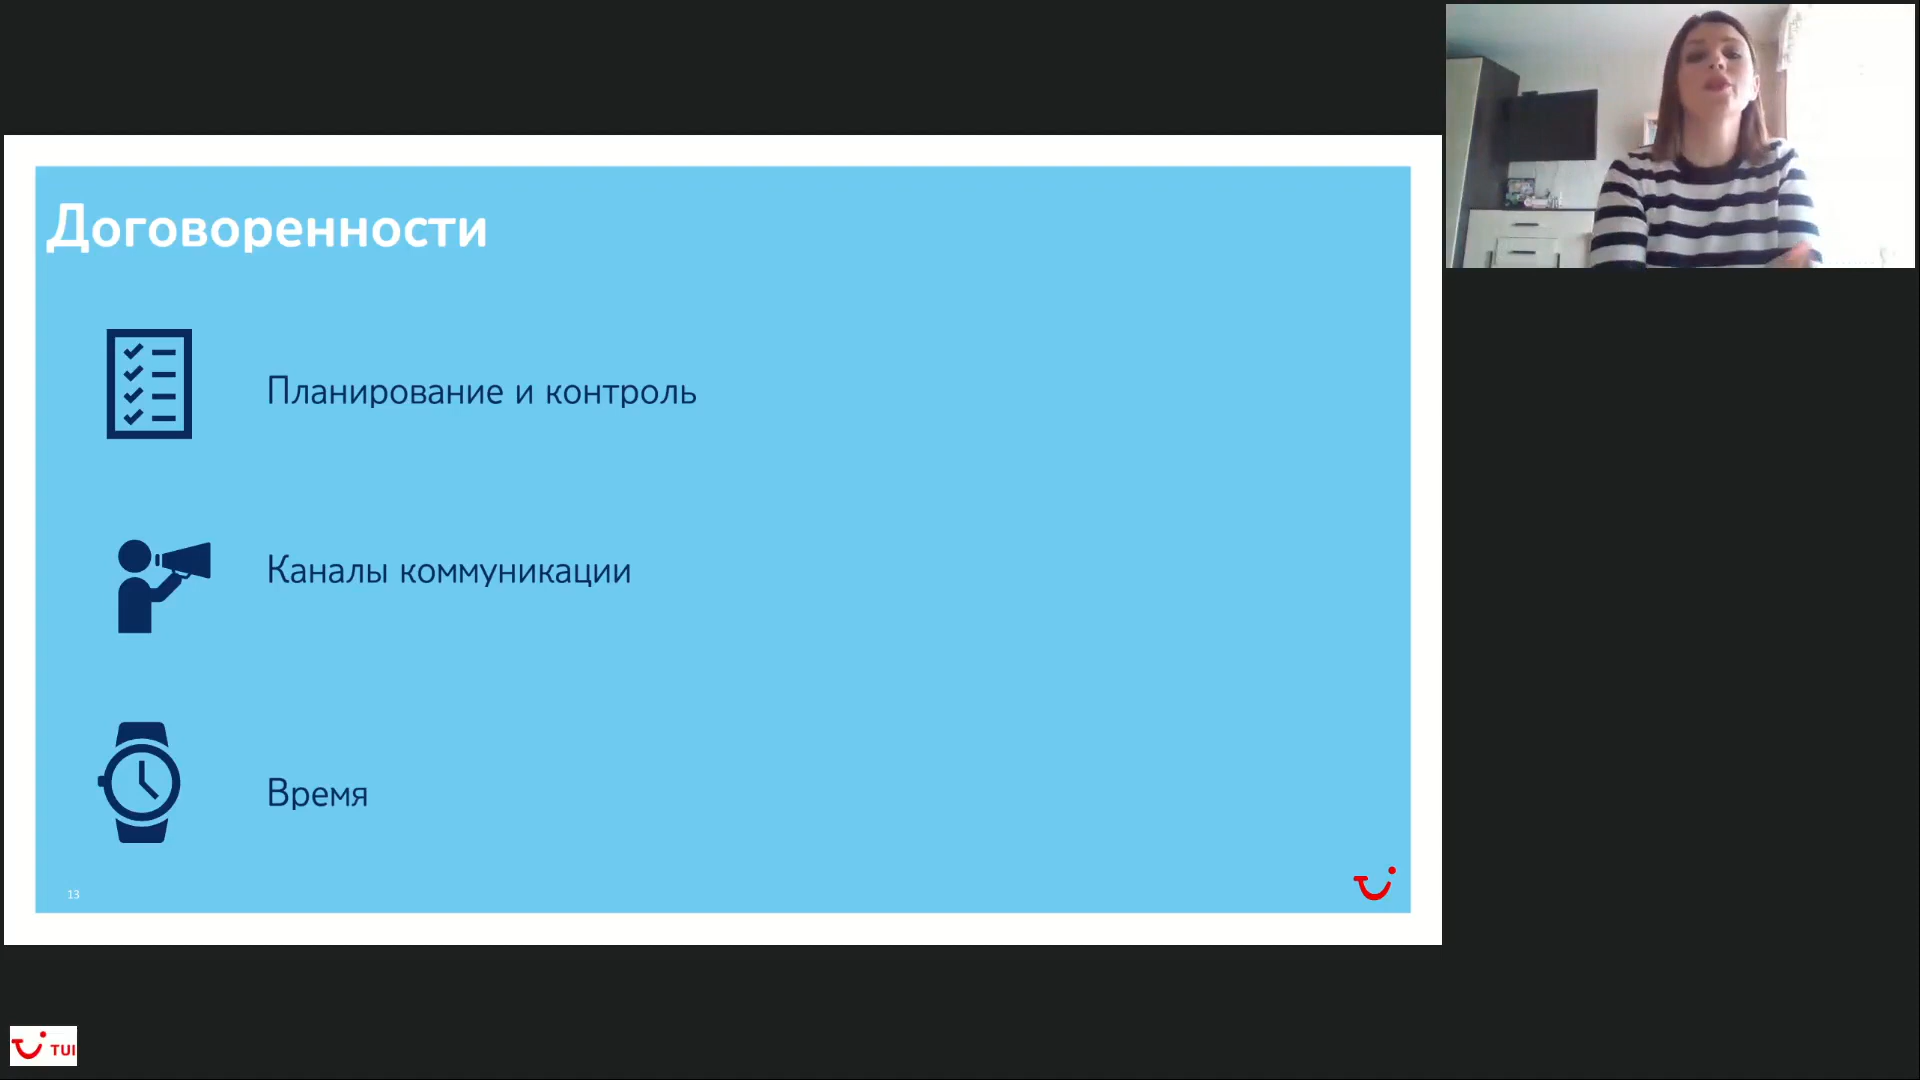 Договоренности
Планирование и контроль
Каналы коммуникации
Время
13
TUI